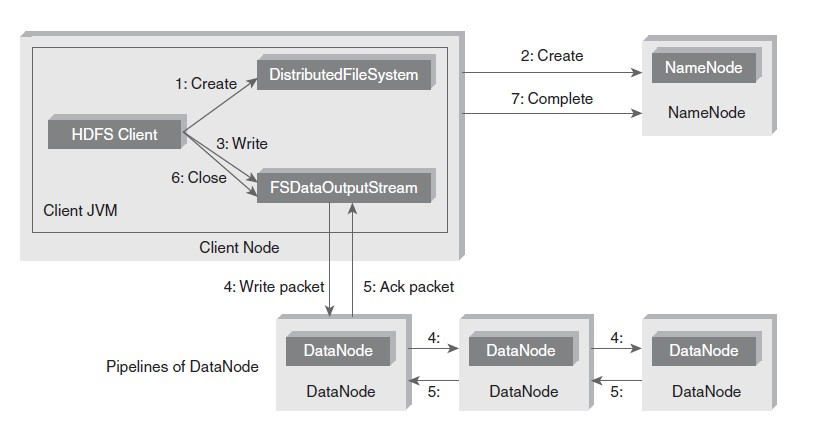 2: Create
DistributedFileSystem
NameNode
1: Create
7: Complete
NameNode
HDFS Client
3: Write
6: Close
FSDataOutputStream
Client JVM
Client Node
4: Write packet
5: Ack packet
4:
4:
DataNode
DataNode
DataNode
Pipelines of DataNode
DataNode
5:
DataNode
5:
DataNode